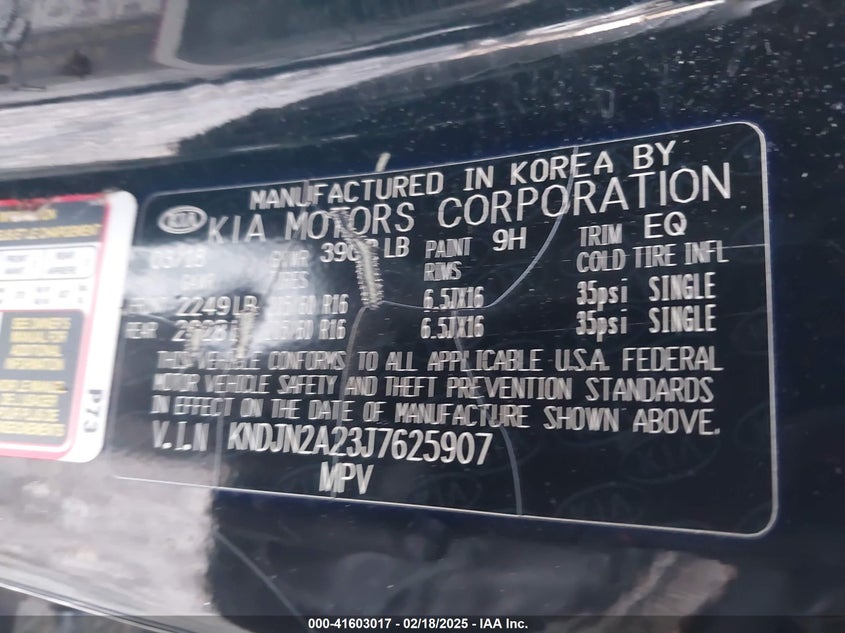 MANUFACTURED IN KOREA BY
KIA KIA MOTORS CORPORATION
LB PAINT 9H TRIM EQ
RIMS COLD TIRE INFL
2249LB R16 6.5JX16 35psi SINGLE
R16 6.5JX16 35psi SINGLE
THIS VEHICLE CONFORMS TO ALL APPLICABLE U.S.A. FEDERAL
MOTOR VEHICLE SAFETY AND THEFT PREVENTION STANDARDS
IN EFFECT ON THE DATE OF MANUFACTURE SHOWN ABOVE.
V.I.N KNDJN2A23J7625907
MPV
P73
000-41603017 - 02/18/2025 - IAA Inc.